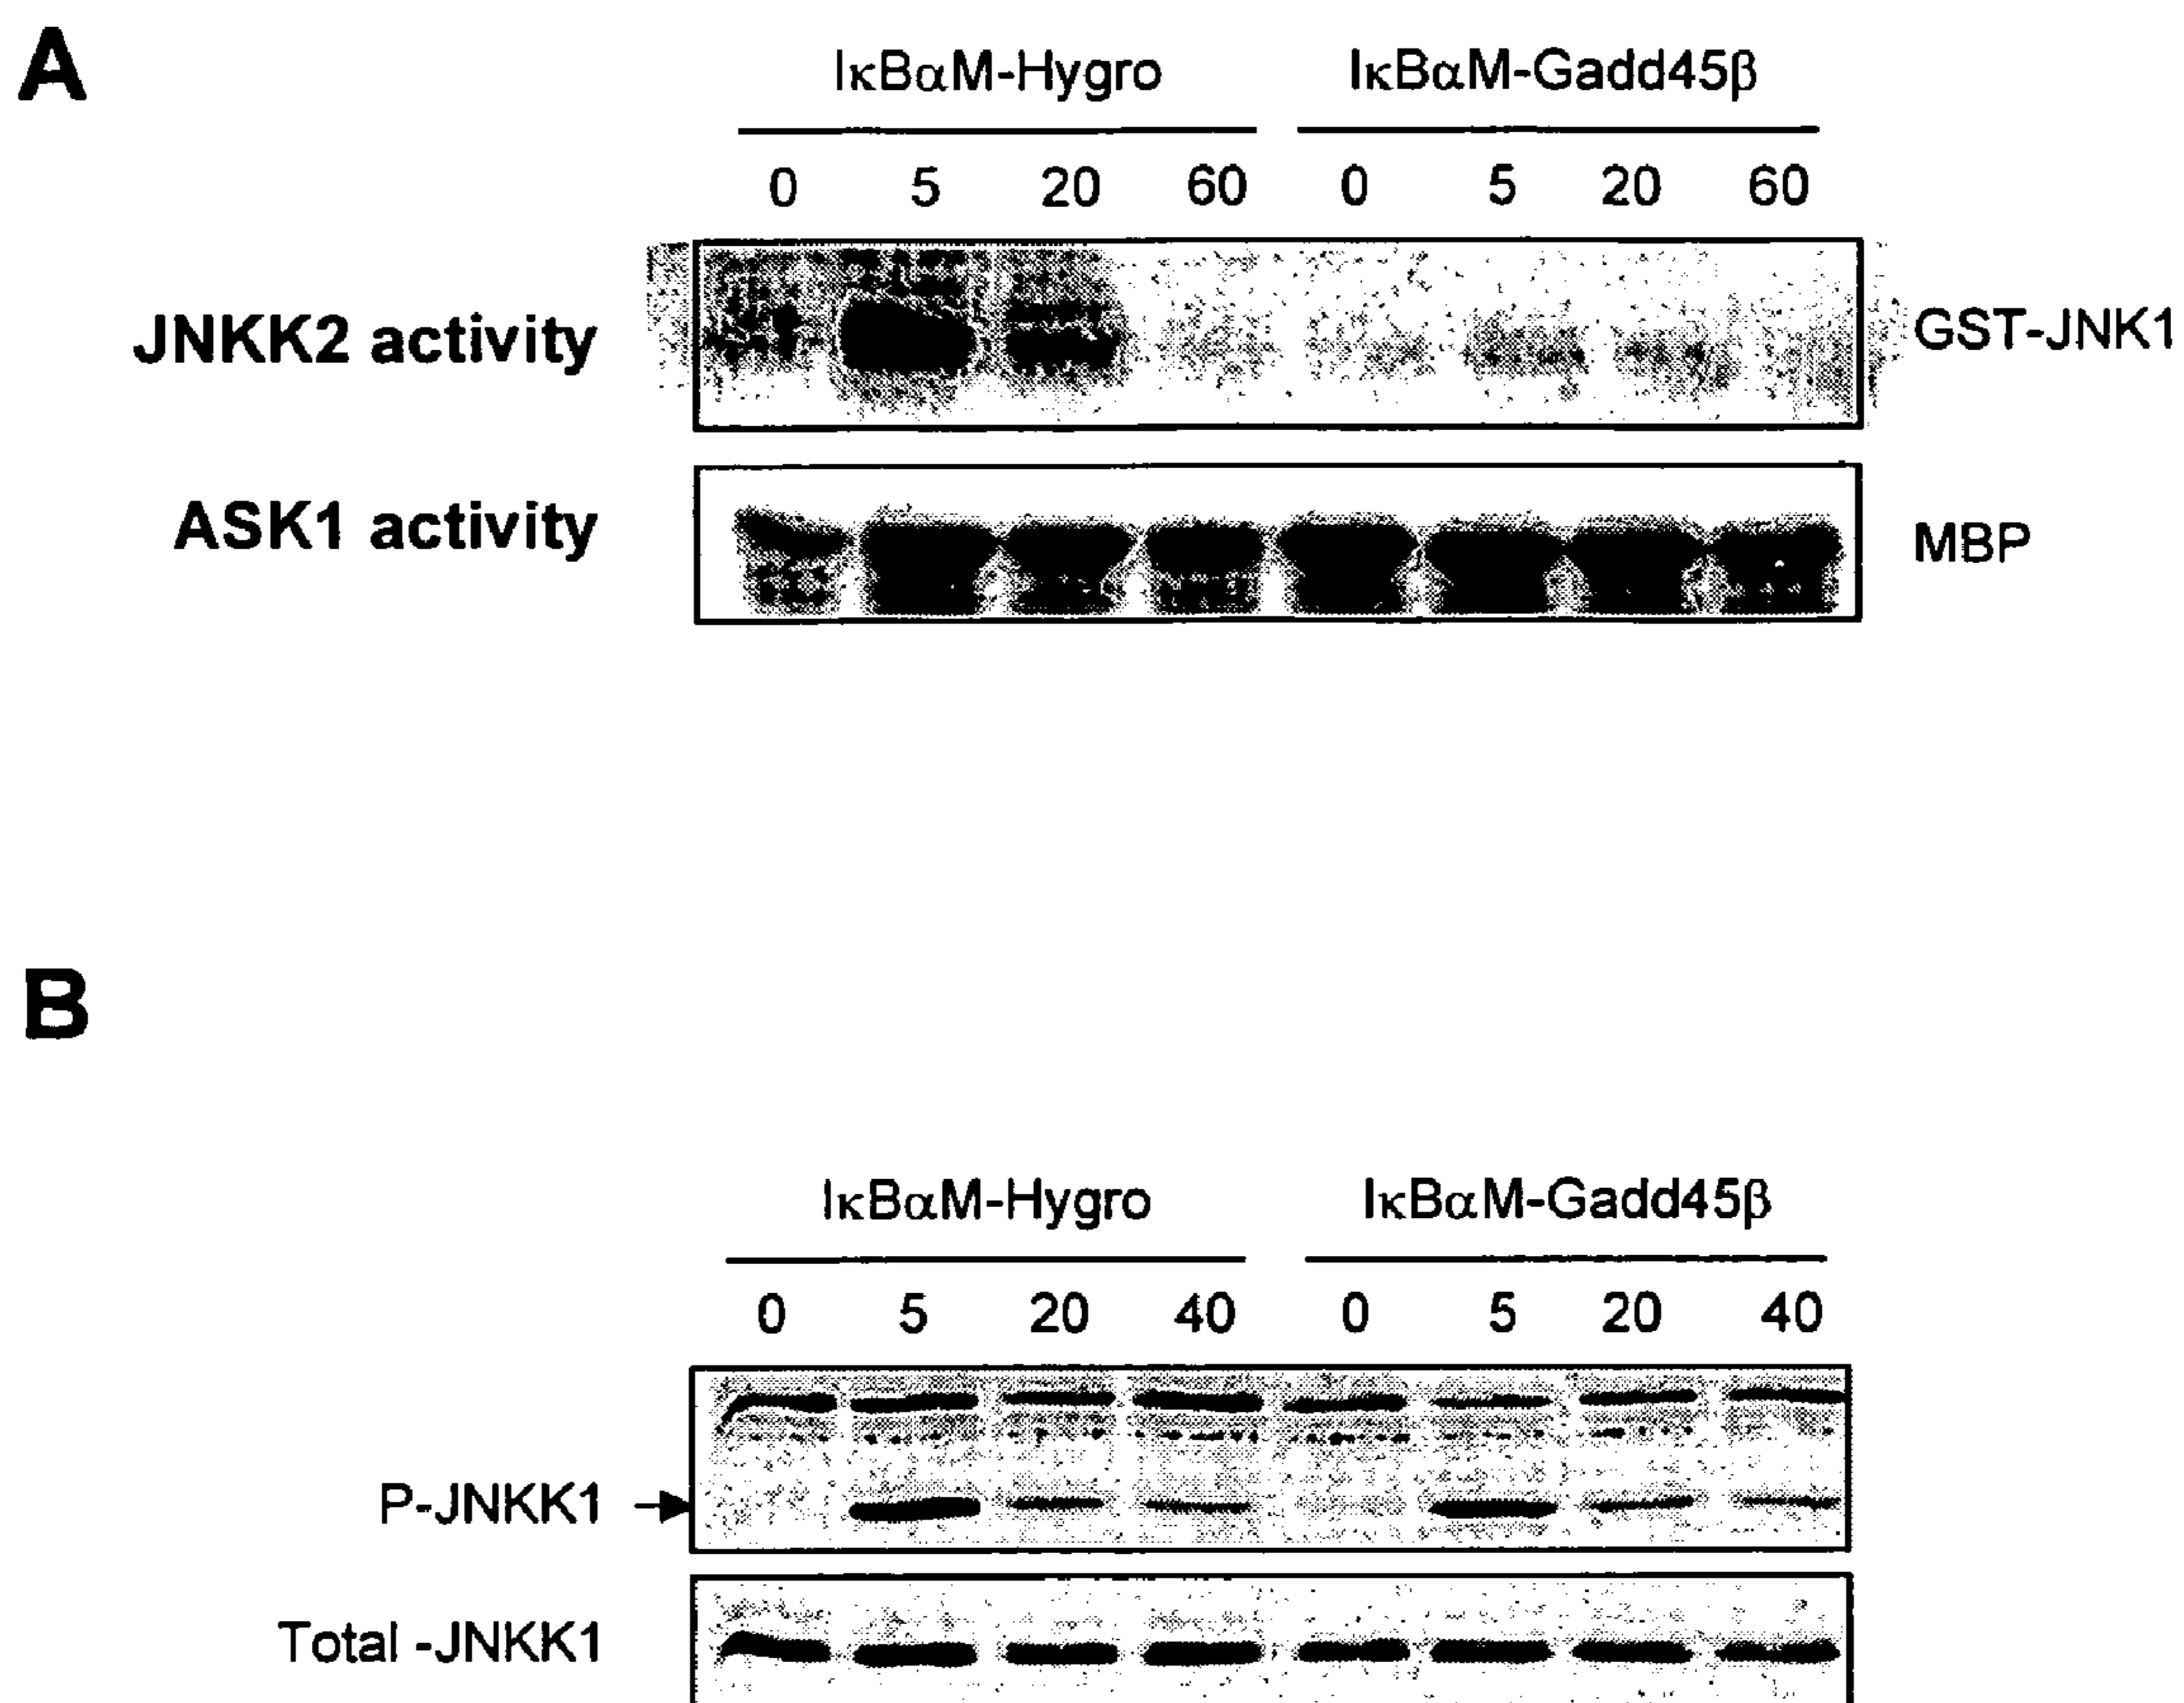 A
IκBαM-Hygro IκBαM-Gadd45β
0 5 20 60 0 5 20 60
JNKK2 activity GST-JNK1
ASK1 activity MBP
B
IκBαM-Hygro IκBαM-Gadd45β
0 5 20 40 0 5 20 40
P-JNKK1
Total -JNKK1